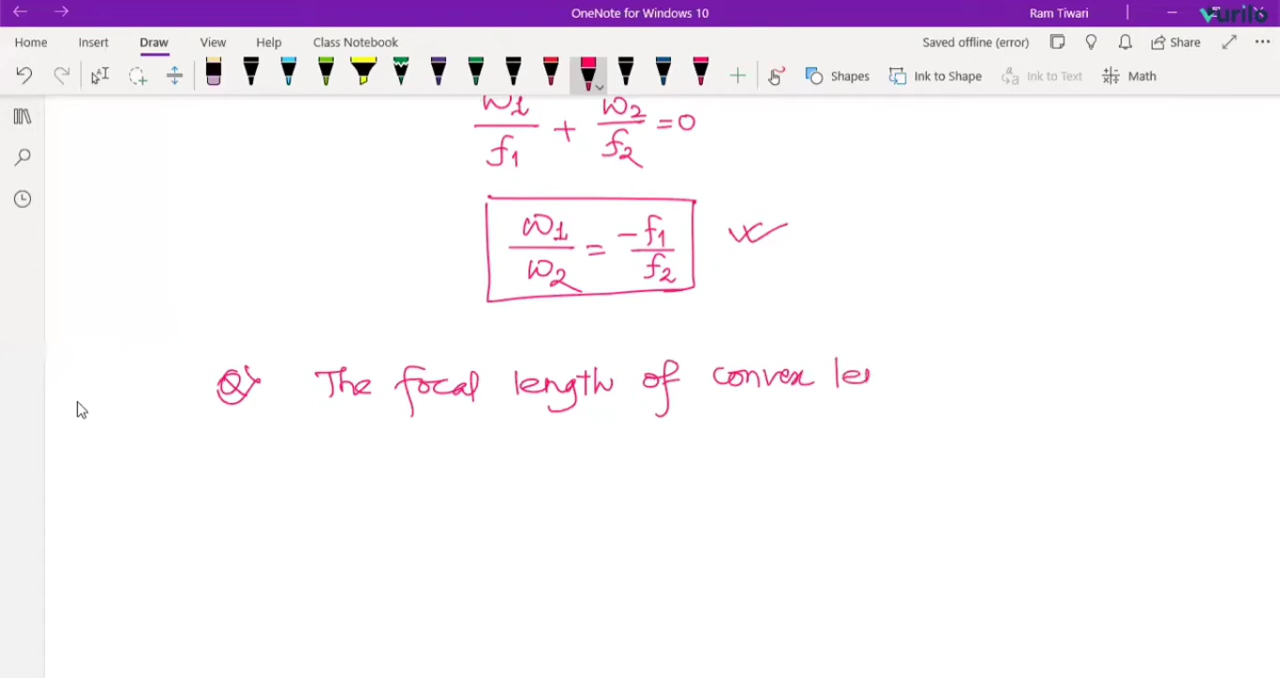 OneNote for Windows 10
Ram Tiwari
vurilo
Home Insert Draw View Help Class Notebook
Saved offline (error) Share
Shapes Ink to Shape Ink to Text Math
ω1/f1 + ω2/f2 = 0
ω1/ω2 = -f1/f2
Q> The focal length of convex le